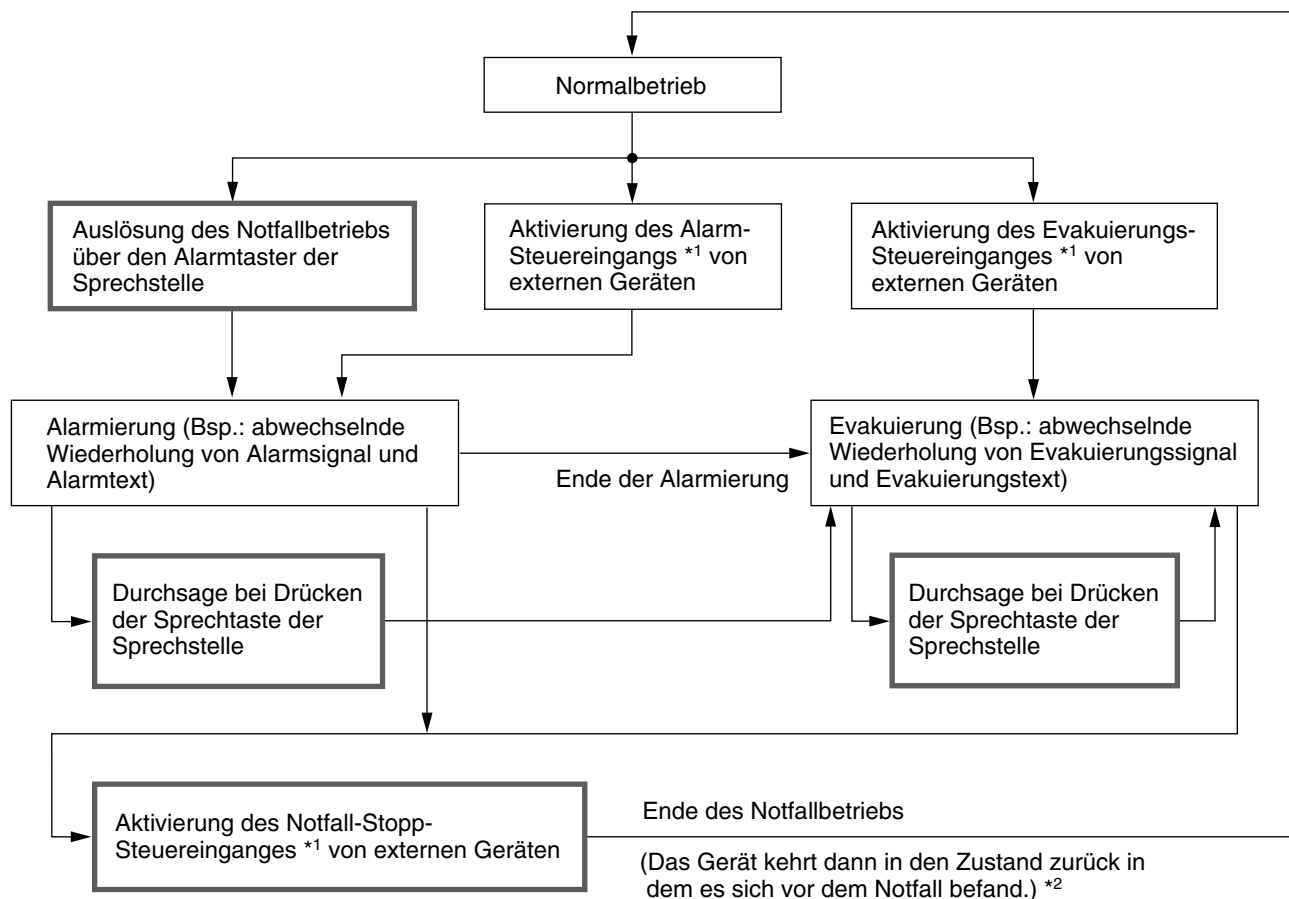 Normalbetrieb
Auslösung des Notfallbetriebs
über den Alarmtaster der
Sprechstelle
Aktivierung des Alarm-
Steuereingangs *1 von
externen Geräten
Aktivierung des Evakuierungs-
Steuereinganges *1 von
externen Geräten
Alarmierung (Bsp.: abwechselnde
Wiederholung von Alarmsignal und
Alarmtext)
Ende der Alarmierung
Evakuierung (Bsp.: abwechselnde
Wiederholung von Evakuierungssignal
und Evakuierungstext)
Durchsage bei Drücken
der Sprechtaste der
Sprechstelle
Durchsage bei Drücken
der Sprechtaste der
Sprechstelle
Aktivierung des Notfall-Stopp-
Steuereinganges *1 von externen Geräten
Ende des Notfallbetriebs
(Das Gerät kehrt dann in den Zustand zurück in
dem es sich vor dem Notfall befand.) *2